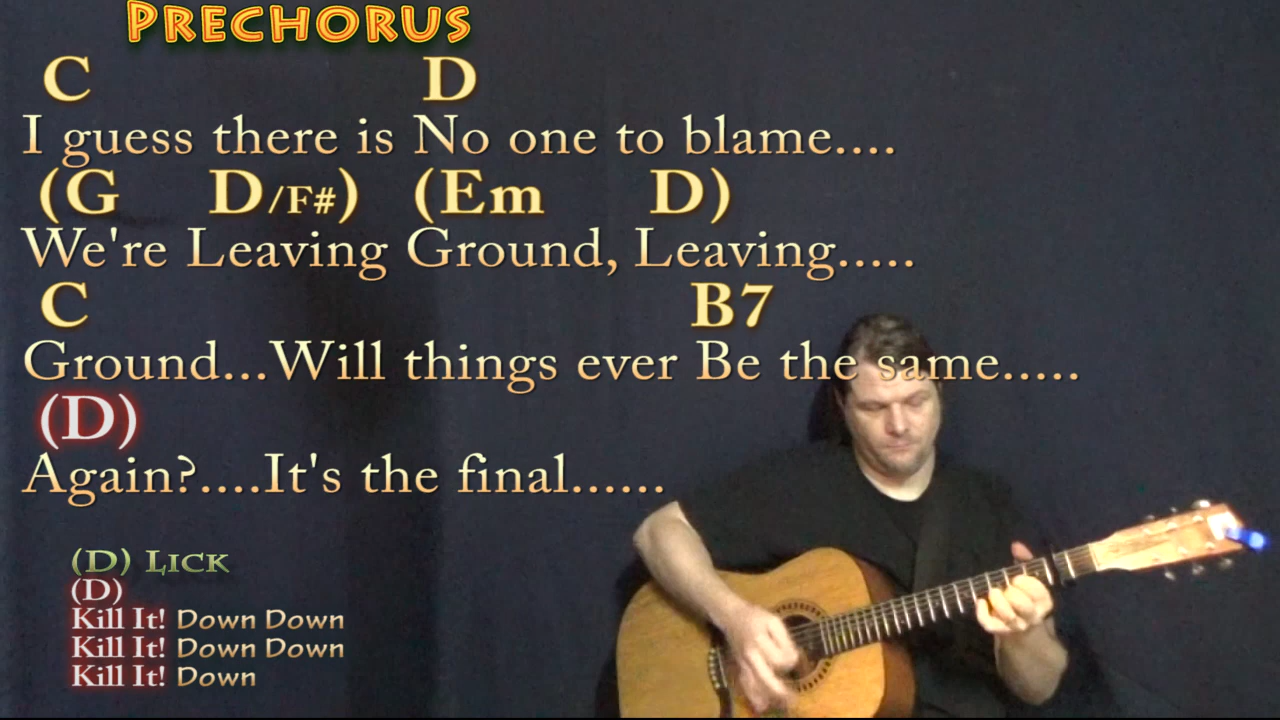 PRECHORUS
C D
I guess there is No one to blame....
(G D/F#) (Em D)
We're Leaving Ground, Leaving.....
C B7
Ground...Will things ever Be the same.....
(D)
Again?....It's the final......
(D) LICK
(D)
Kill It! Down Down
Kill It! Down Down
Kill It! Down